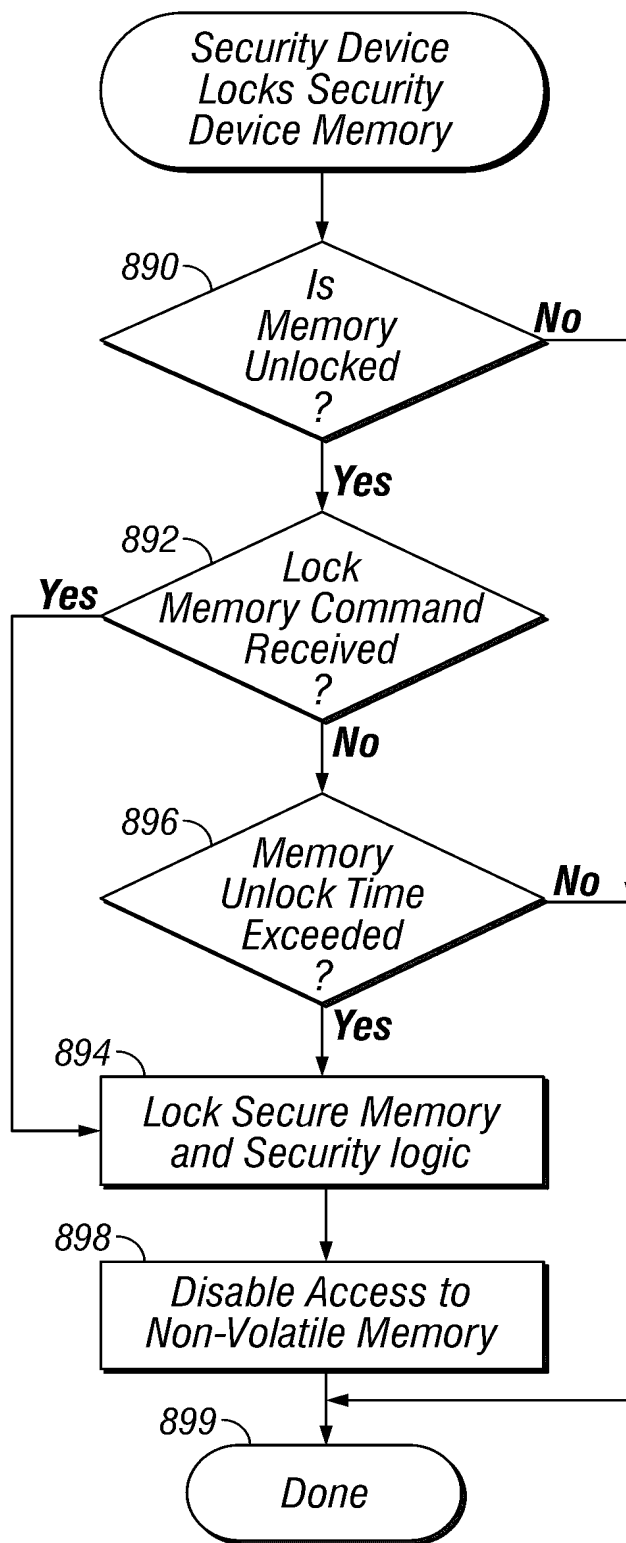 Security Device
Locks Security
Device Memory
890
Is
Memory
Unlocked
?
No
Yes
892
Lock
Memory Command
Received
?
Yes
No
896
Memory
Unlock Time
Exceeded
?
No
Yes
894
Lock Secure Memory
and Security logic
898
Disable Access to
Non-Volatile Memory
899
Done